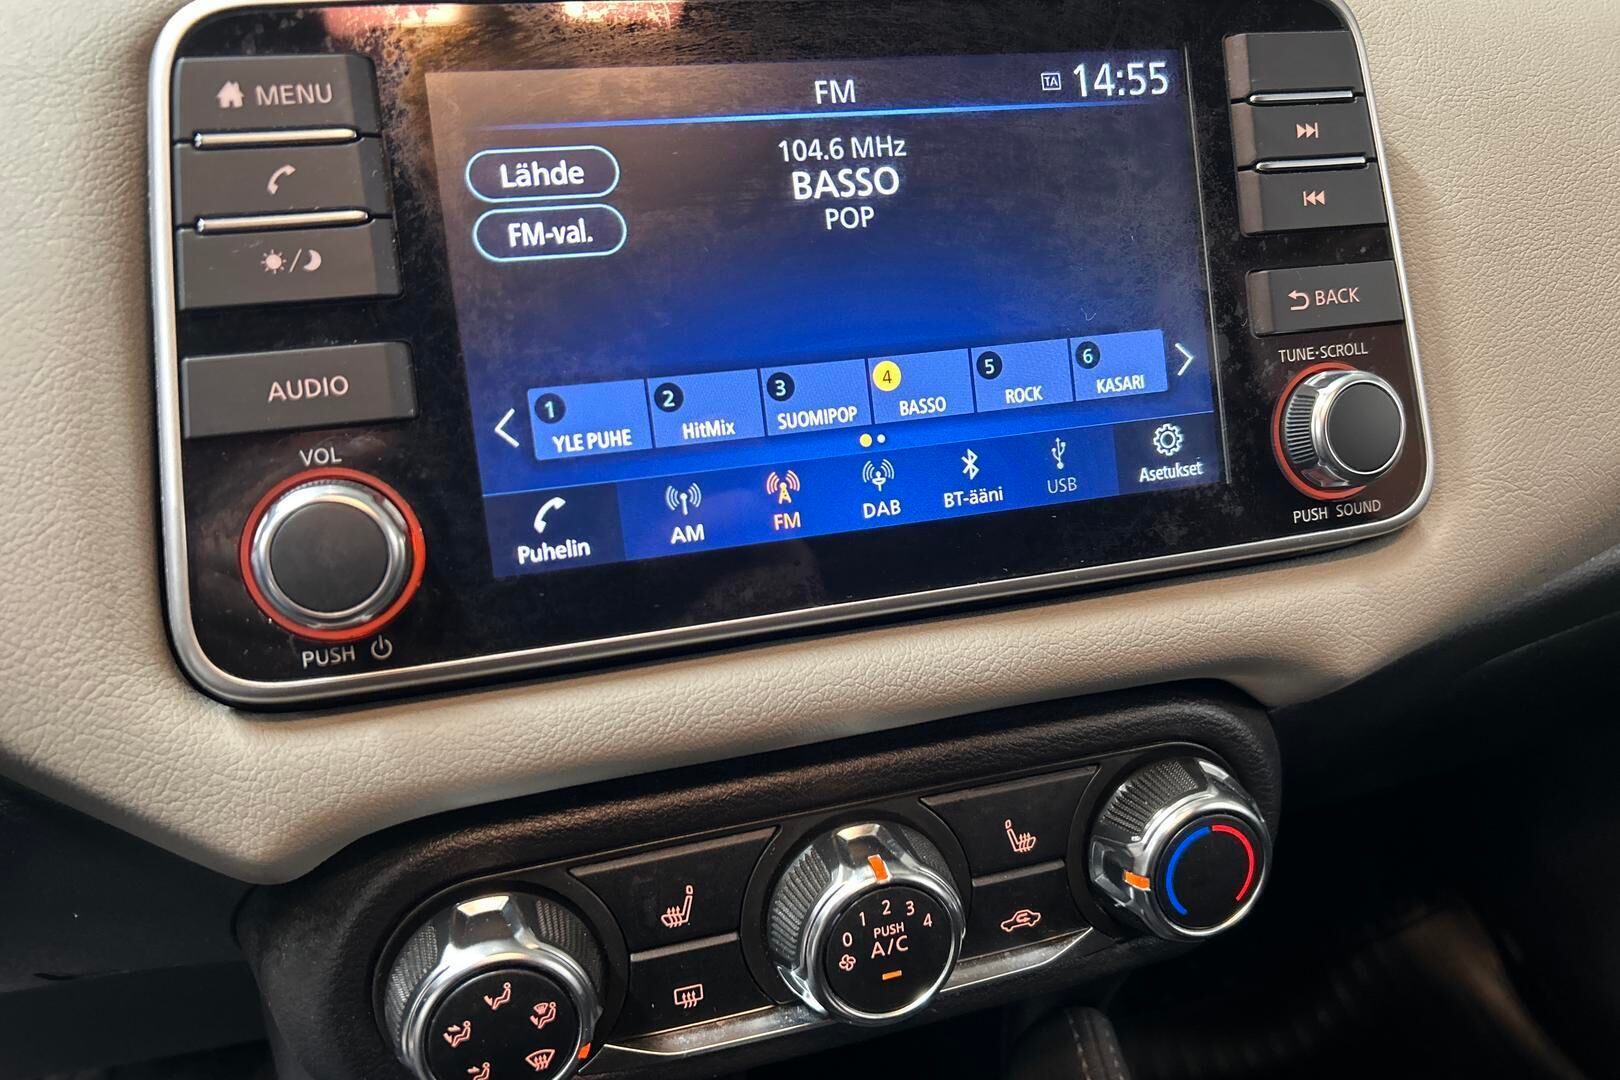 MENU
FM
TA 14:55
104.6 MHz
BASSO
POP
Lähde
FM-val.
BACK
TUNE·SCROLL
AUDIO
VOL
1 YLE PUHE
2 HitMix
3 SUOMIPOP
4 BASSO
5 ROCK
6 KASARI
Puhelin
AM
FM
DAB
BT-ääni
USB
Asetukset
PUSH SOUND
PUSH
0 1 2 3 4
PUSH
A/C